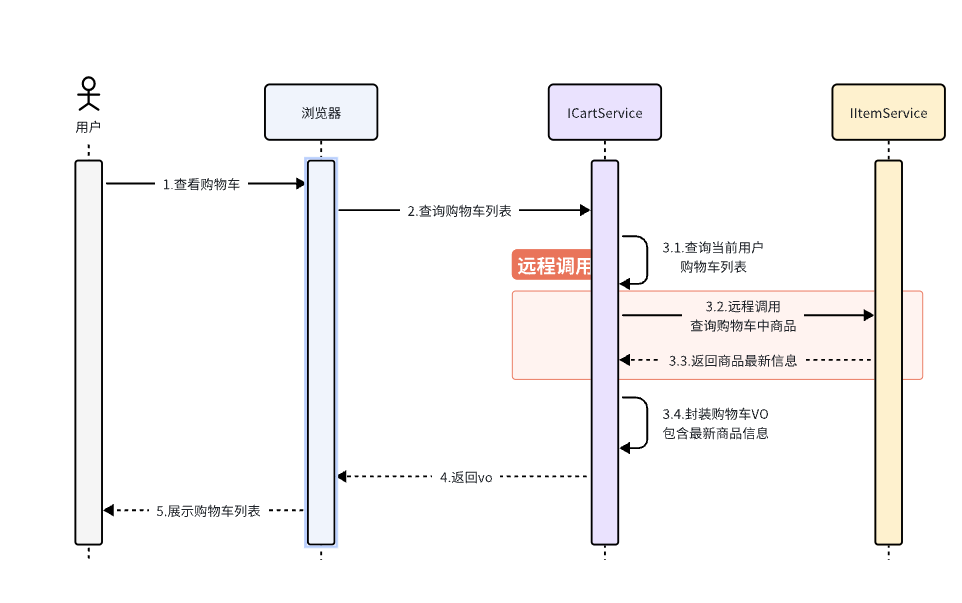 用户
浏览器
ICartService
IItemService
1.查看购物车
2.查询购物车列表
3.1.查询当前用户
购物车列表
远程调用
3.2.远程调用
查询购物车中商品
3.3.返回商品最新信息
3.4.封装购物车VO
包含最新商品信息
4.返回vo
5.展示购物车列表